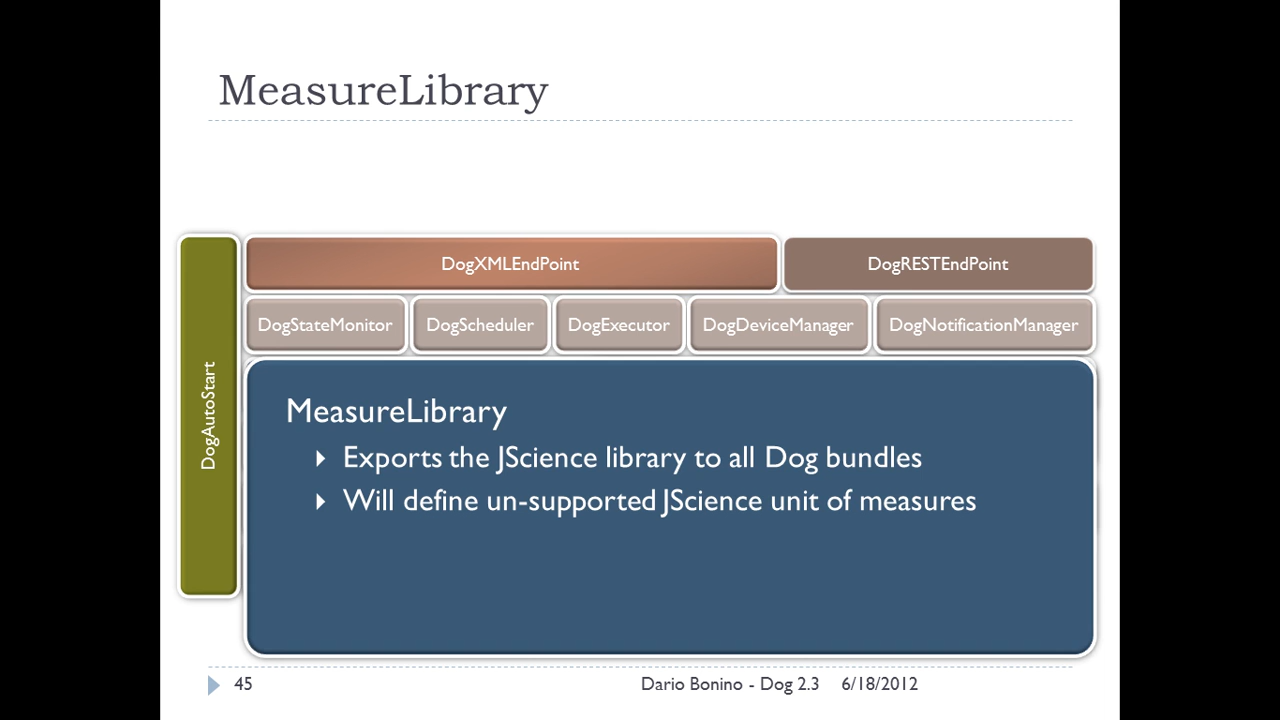 MeasureLibrary
DogAutoStart
DogXMLEndPoint
DogRESTEndPoint
DogStateMonitor
DogScheduler
DogExecutor
DogDeviceManager
DogNotificationManager
MeasureLibrary
Exports the JScience library to all Dog bundles
Will define un-supported JScience unit of measures
45
Dario Bonino - Dog 2.3
6/18/2012